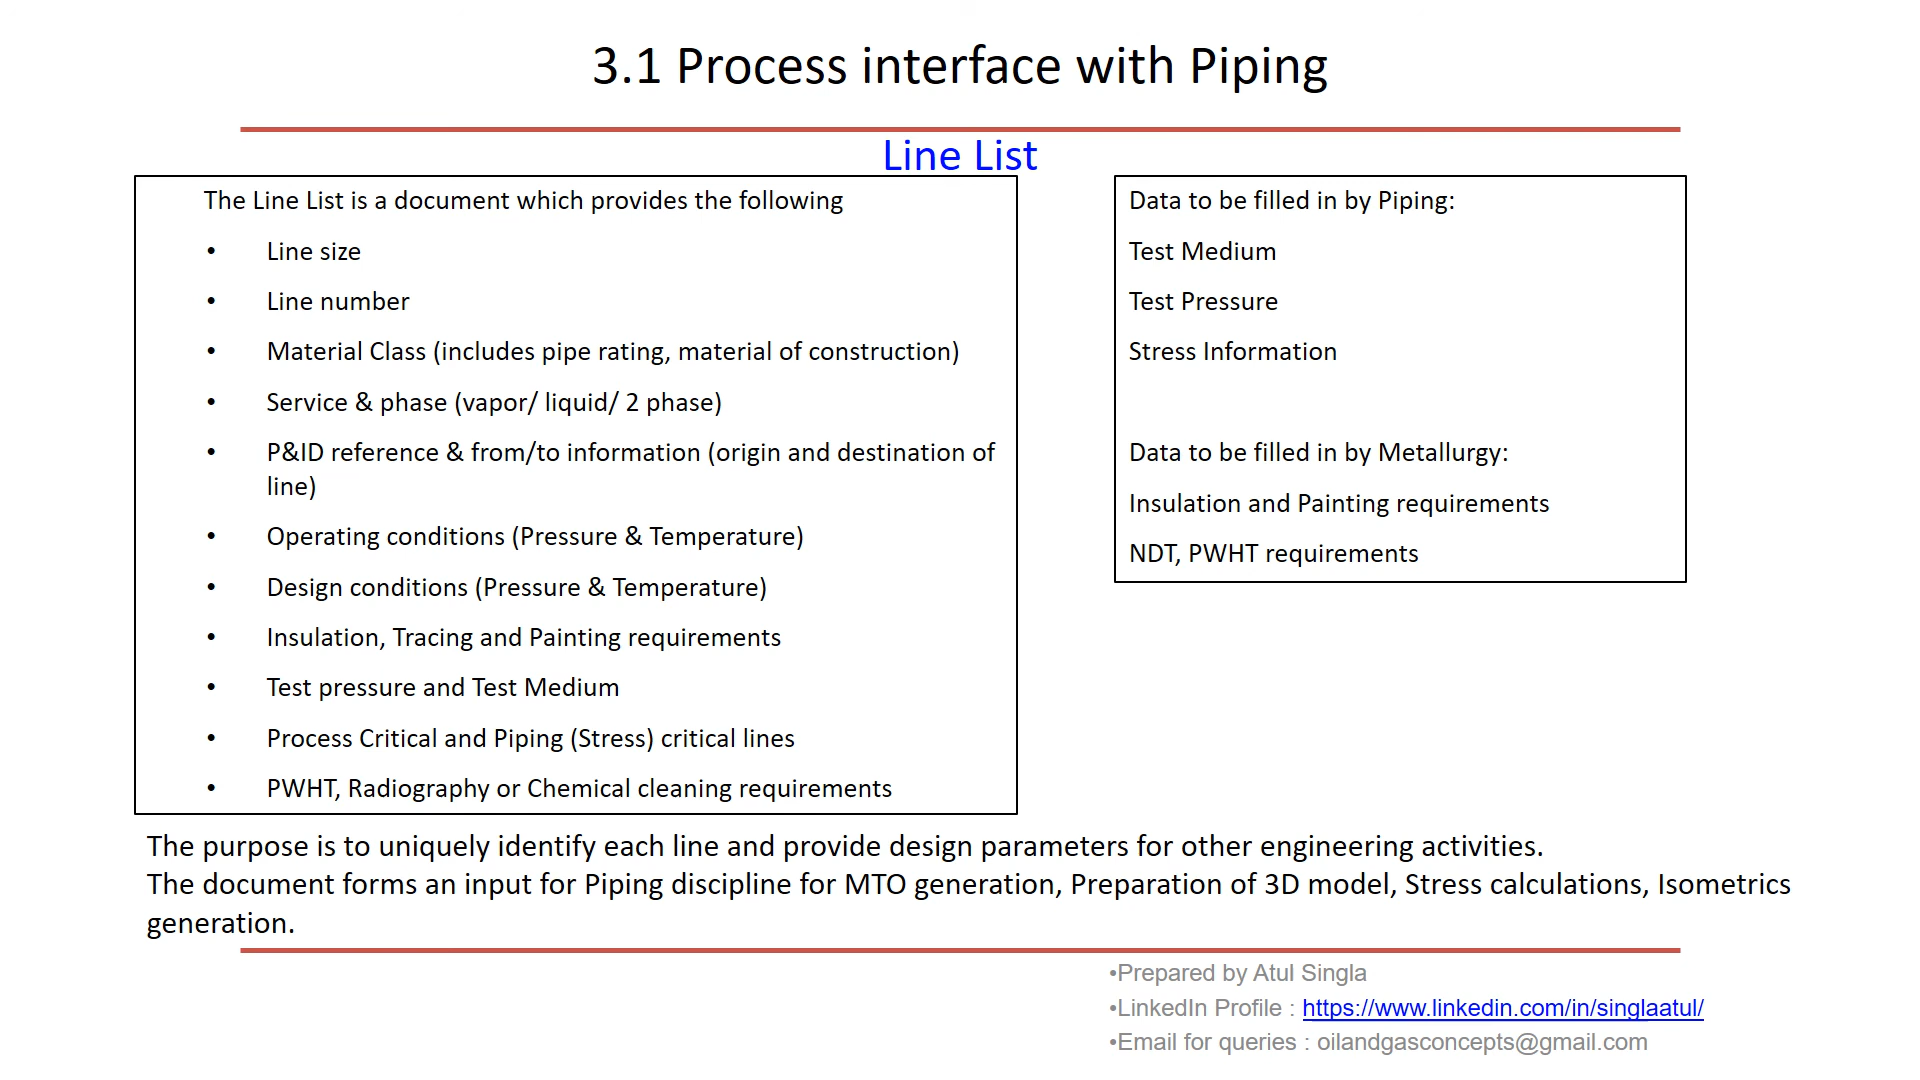 3.1 Process interface with Piping
Line List
The Line List is a document which provides the following
• Line size
• Line number
• Material Class (includes pipe rating, material of construction)
• Service & phase (vapor/ liquid/ 2 phase)
• P&ID reference & from/to information (origin and destination of
line)
• Operating conditions (Pressure & Temperature)
• Design conditions (Pressure & Temperature)
• Insulation, Tracing and Painting requirements
• Test pressure and Test Medium
• Process Critical and Piping (Stress) critical lines
• PWHT, Radiography or Chemical cleaning requirements
Data to be filled in by Piping:
Test Medium
Test Pressure
Stress Information
Data to be filled in by Metallurgy:
Insulation and Painting requirements
NDT, PWHT requirements
The purpose is to uniquely identify each line and provide design parameters for other engineering activities.
The document forms an input for Piping discipline for MTO generation, Preparation of 3D model, Stress calculations, Isometrics
generation.
•Prepared by Atul Singla
•LinkedIn Profile : https://www.linkedin.com/in/singlaatul/
•Email for queries : oilandgasconcepts@gmail.com